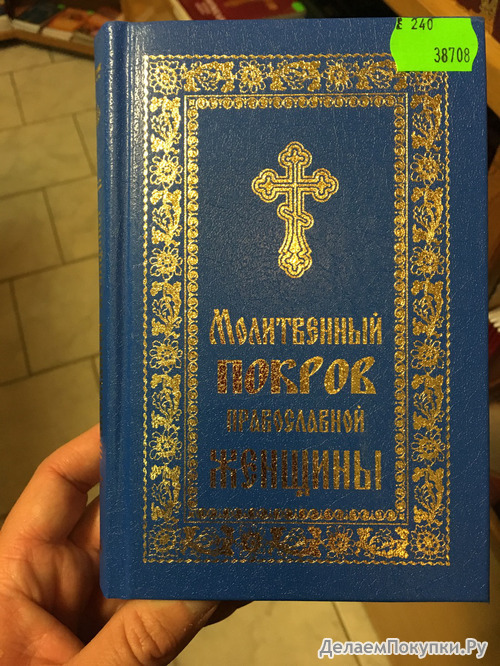 Е 240
38708
Молитвенный
покров
православной
женщины
ДелаемПокупки.Ру